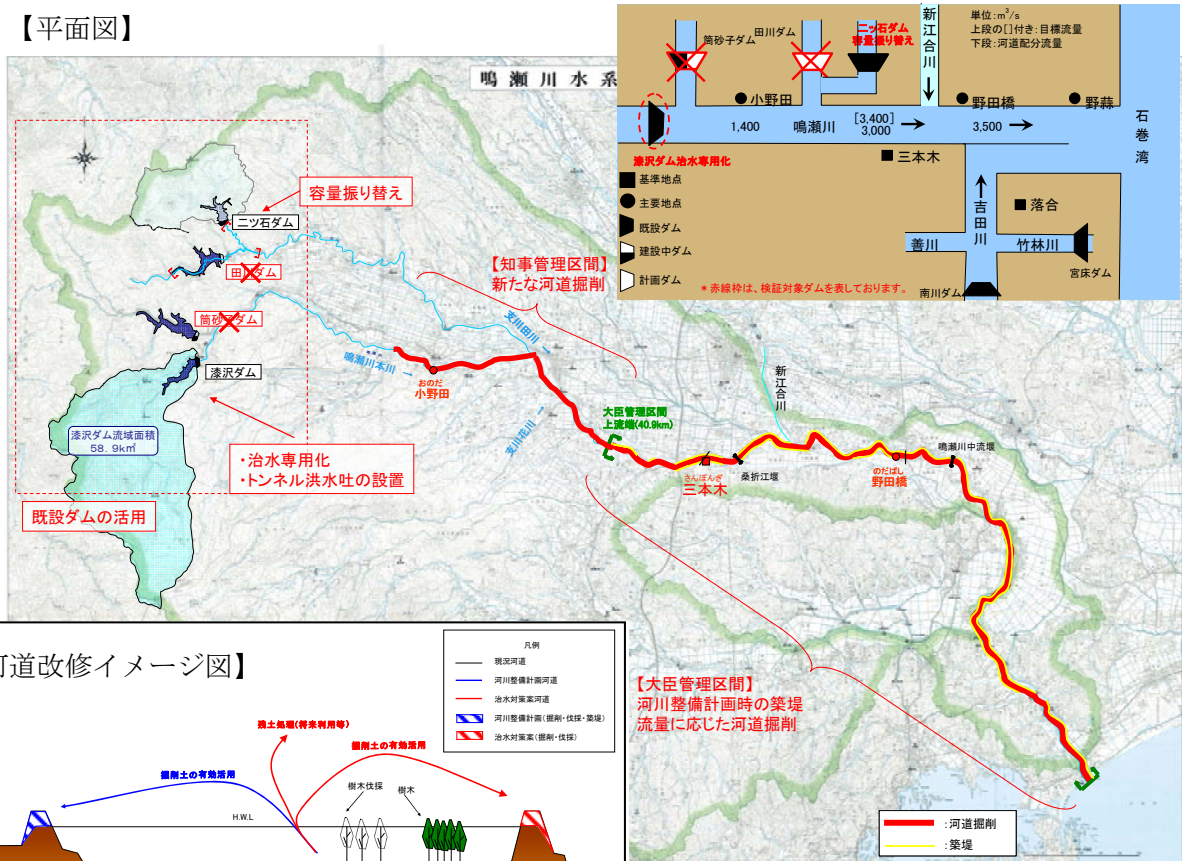 【平面図】
鳴瀬川水系
筒砂子ダム
田川ダム
二ツ石ダム
容量振り替え
新江合川
単位:m³/s
上段の[]付き:目標流量
下段:河道配分流量
小野田
野田橋
野蒜
1,400
鳴瀬川
[3,400]
3,000
3,500
石巻湾
漆沢ダム治水専用化
三本木
基準地点
主要地点
既設ダム
建設中ダム
計画ダム
吉田川
落合
善川
竹林川
宮床ダム
南川ダム
*赤線枠は、検証対象ダムを表しております。
容量振り替え
二ツ石ダム
田川ダム
筒砂子ダム
漆沢ダム
漆沢ダム流域面積
58.9km²
・治水専用化
・トンネル洪水吐の設置
既設ダムの活用
【知事管理区間】
新たな河道掘削
支川田川
鳴瀬川本川
おのだ
小野田
支川花川
大臣管理区間
上流端(40.9km)
新江合川
さんぼんぎ
三本木
桑折江堰
のだばし
野田橋
鳴瀬川中流堰
【大臣管理区間】
河川整備計画時の築堤
流量に応じた河道掘削
:河道掘削
:築堤
河道改修イメージ図】
凡例
現況河道
河川整備計画河道
治水対策案河道
河川整備計画(掘削・伐採・築堤)
治水対策案(掘削・伐採)
残土処理(将来利用等)
掘削土の有効活用
掘削土の有効活用
樹木伐採
樹木
H.W.L